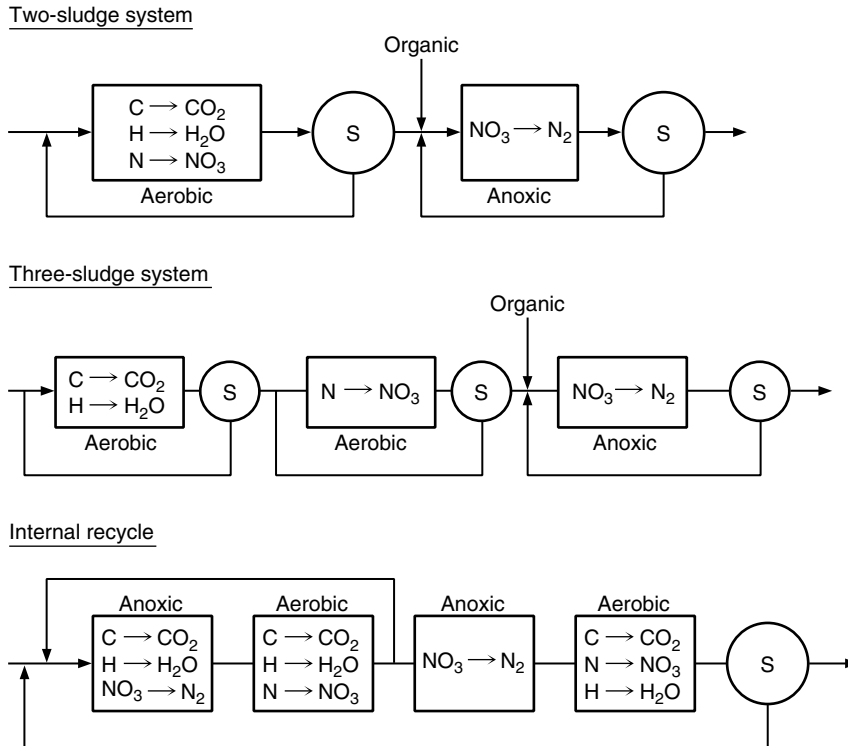 Two-sludge system
Organic
C → CO₂
H → H₂O
N → NO₃
Aerobic
S
NO₃ → N₂
Anoxic
S
Three-sludge system
Organic
C → CO₂
H → H₂O
Aerobic
S
N → NO₃
Aerobic
S
NO₃ → N₂
Anoxic
S
Internal recycle
Anoxic
C → CO₂
H → H₂O
NO₃ → N₂
Aerobic
C → CO₂
H → H₂O
N → NO₃
Anoxic
NO₃ → N₂
Aerobic
C → CO₂
N → NO₃
H → H₂O
S